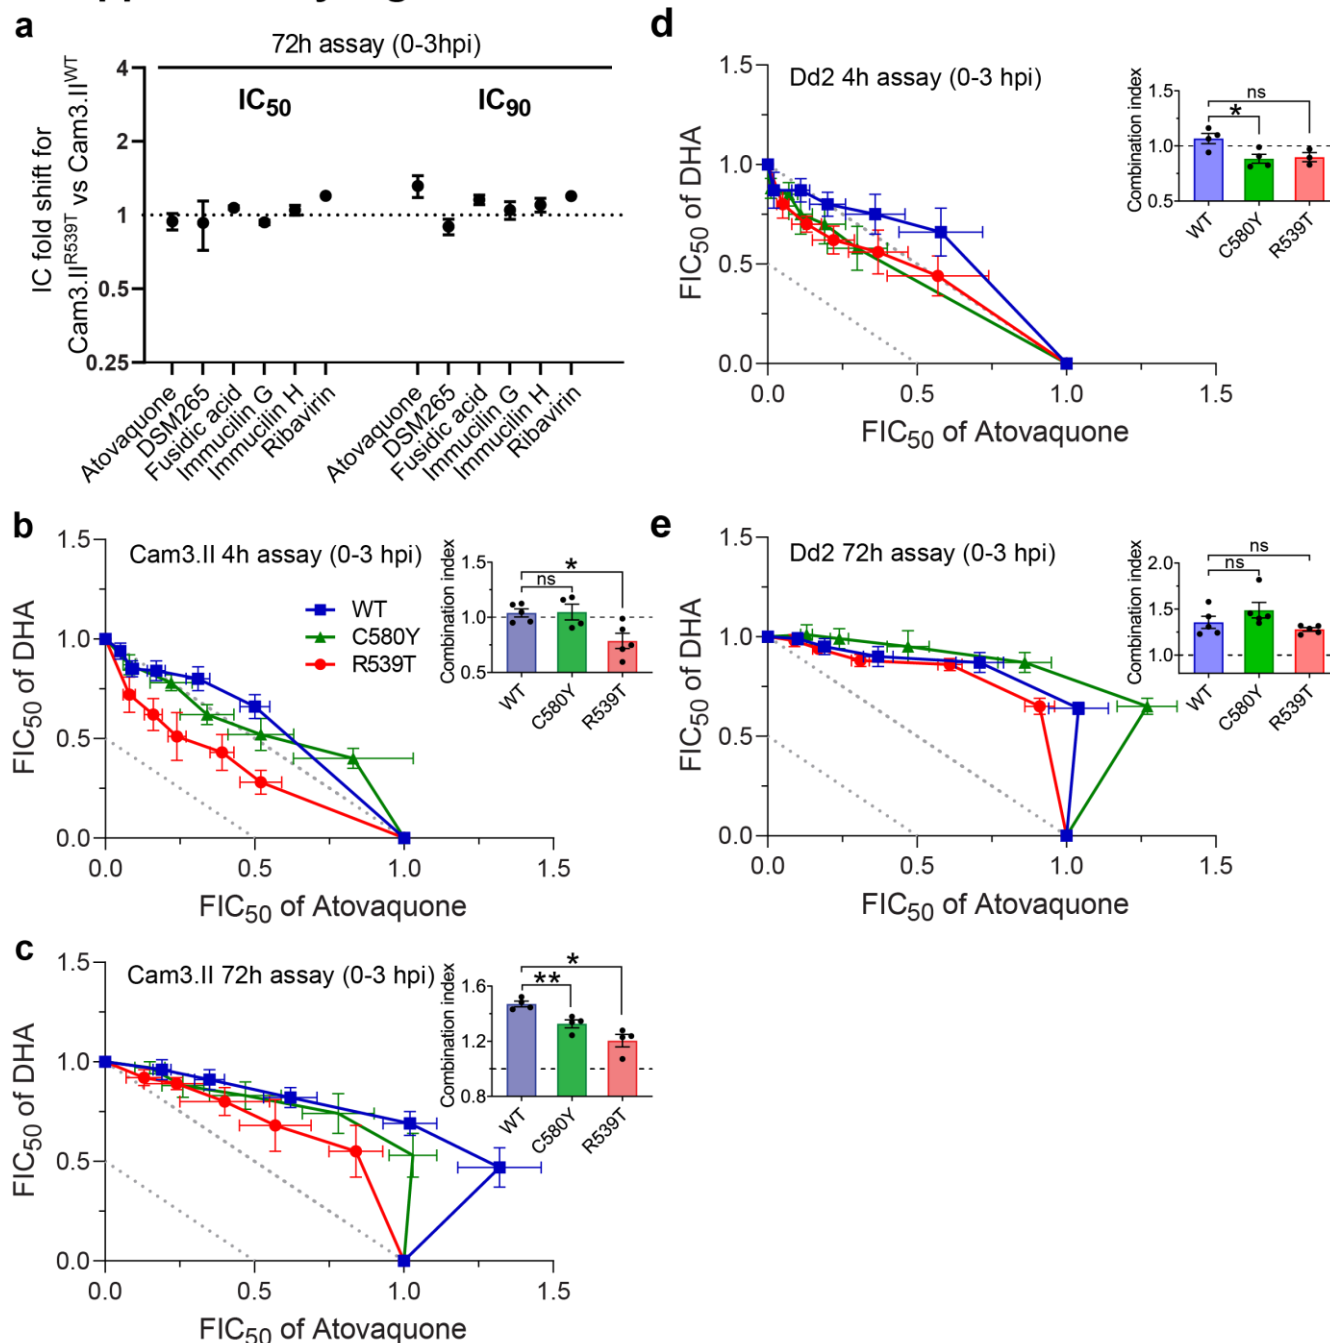 a
72h assay (0-3hpi)
IC fold shift for
Cam3.IIR539T vs Cam3.IIWT
4
2
1
0.5
0.25
IC50
IC90
Atovaquone
DSM265
Fusidic acid
Immucilin G
Immucilin H
Ribavirin
Atovaquone
DSM265
Fusidic acid
Immucilin G
Immucilin H
Ribavirin
b
Cam3.II 4h assay (0-3 hpi)
FIC50 of DHA
1.5
1.0
0.5
0.0
0.0 0.5 1.0 1.5
FIC50 of Atovaquone
WT
C580Y
R539T
Combination index
1.5
1.0
0.5
ns
*
WT
C580Y
R539T
c
Cam3.II 72h assay (0-3 hpi)
FIC50 of DHA
1.5
1.0
0.5
0.0
0.0 0.5 1.0 1.5
FIC50 of Atovaquone
Combination index
1.6
1.2
0.8
**
*
WT
C580Y
R539T
d
Dd2 4h assay (0-3 hpi)
FIC50 of DHA
1.5
1.0
0.5
0.0
0.0 0.5 1.0 1.5
FIC50 of Atovaquone
Combination index
1.5
1.0
0.5
ns
*
WT
C580Y
R539T
e
Dd2 72h assay (0-3 hpi)
FIC50 of DHA
1.5
1.0
0.5
0.0
0.0 0.5 1.0 1.5
FIC50 of Atovaquone
Combination index
2.0
1.5
1.0
ns
ns
WT
C580Y
R539T